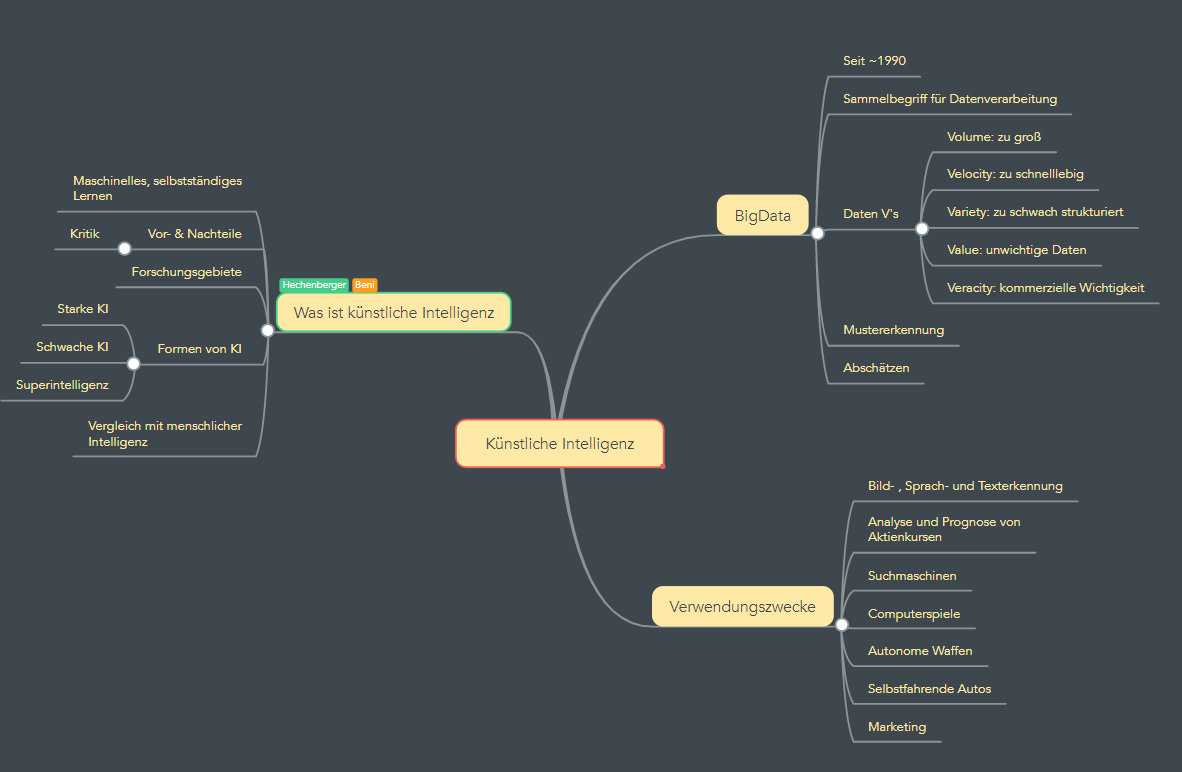 Künstliche Intelligenz
Hechenberger
Beni
Was ist künstliche Intelligenz
Maschinelles, selbstständiges
Lernen
Vor- & Nachteile
Kritik
Forschungsgebiete
Formen von KI
Starke KI
Schwache KI
Superintelligenz
Vergleich mit menschlicher
Intelligenz
BigData
Seit ~1990
Sammelbegriff für Datenverarbeitung
Daten V's
Volume: zu groß
Velocity: zu schnelllebig
Variety: zu schwach strukturiert
Value: unwichtige Daten
Veracity: kommerzielle Wichtigkeit
Mustererkennung
Abschätzen
Verwendungszwecke
Bild- , Sprach- und Texterkennung
Analyse und Prognose von
Aktienkursen
Suchmaschinen
Computerspiele
Autonome Waffen
Selbstfahrende Autos
Marketing